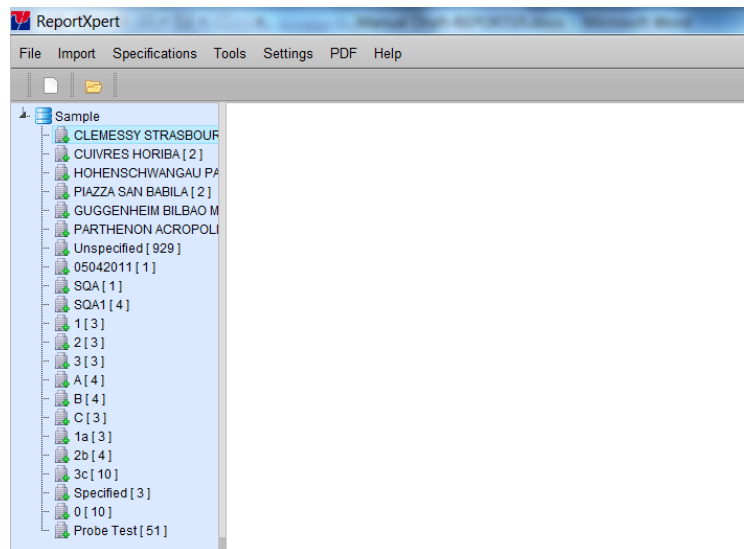 ReportXpert
File Import Specifications Tools Settings PDF Help
Sample
CLEMESSY STRASBOUR
CUIVRES HORIBA [ 2 ]
HOHENSCHWANGAU PA
PIAZZA SAN BABILA [ 2 ]
GUGGENHEIM BILBAO M
PARTHENON ACROPOLI
Unspecified [ 929 ]
05042011 [ 1 ]
SQA [ 1 ]
SQA1 [ 4 ]
1 [ 3 ]
2 [ 3 ]
3 [ 3 ]
A [ 4 ]
B [ 4 ]
C [ 3 ]
1a [ 3 ]
2b [ 4 ]
3c [ 10 ]
Specified [ 3 ]
0 [ 10 ]
Probe Test [ 51 ]